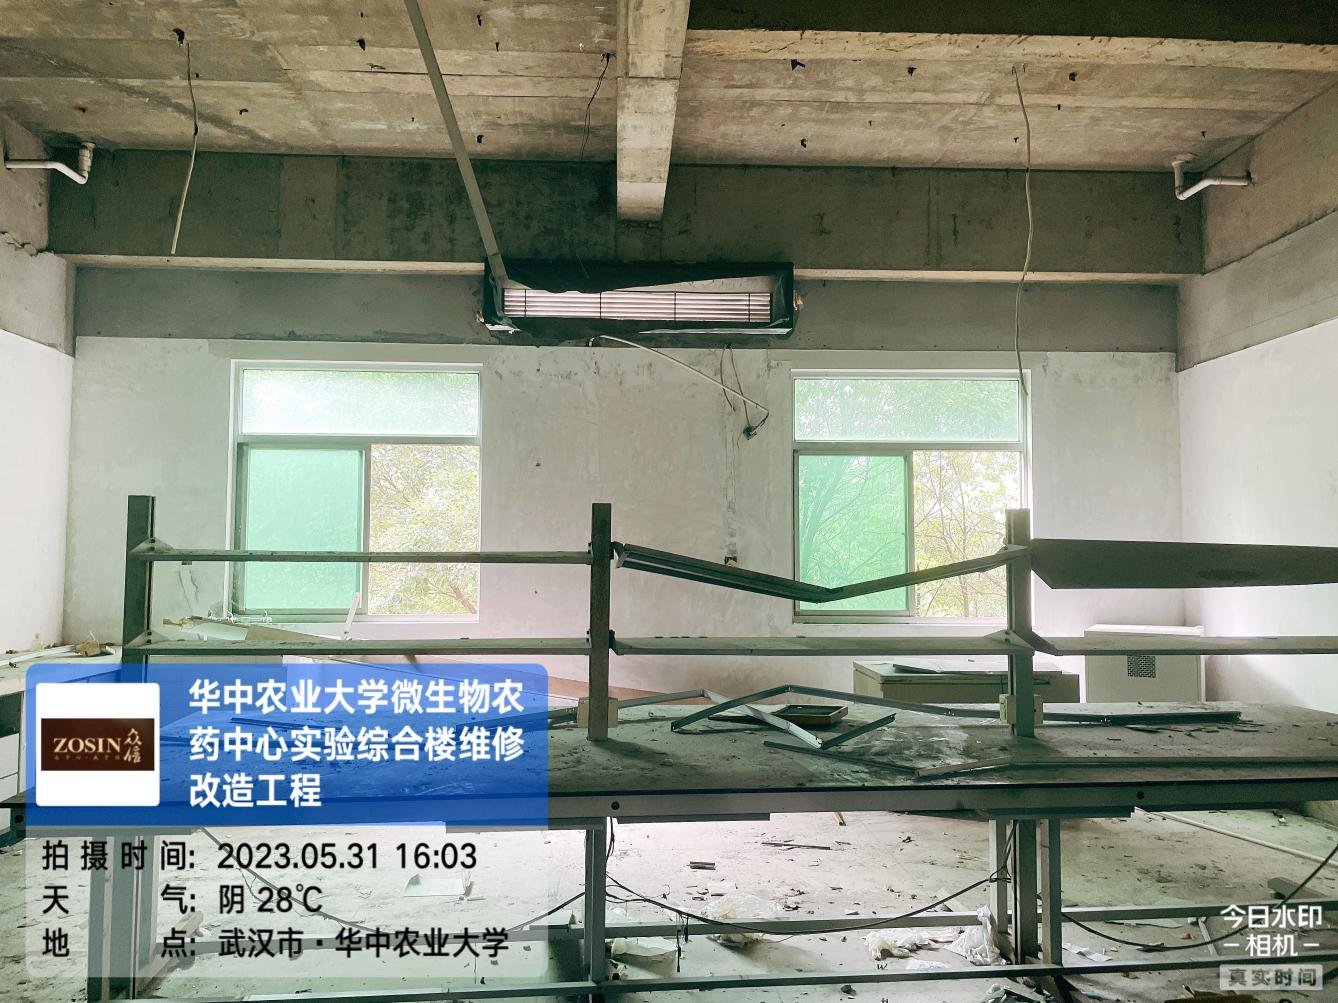 ZOSIN 众信
华中农业大学微生物农
药中心实验综合楼维修
改造工程
拍摄时间: 2023.05.31 16:03
天气: 阴 28℃
地点: 武汉市·华中农业大学
今日水印
-相机-
真实时间